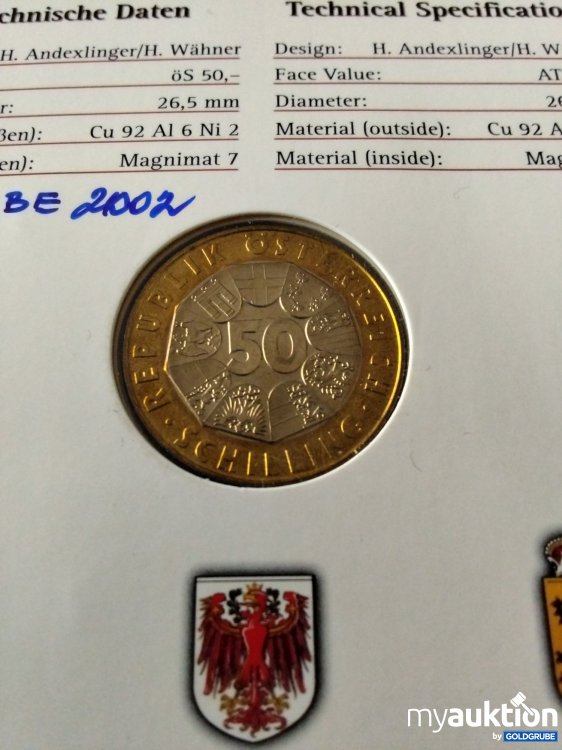 chnische Daten
H. Andexlinger/H. Wähner
öS 50,–
r:
26,5 mm
ßen):
Cu 92 Al 6 Ni 2
en):
Magnimat 7
Technical Specificatio
Design: H. Andexlinger/H. W
Face Value: AT
Diameter: 26
Material (outside): Cu 92 A
Material (inside): Mag
BE 2002
· REPUBLIK ÖSTERREICH ·
50
SCHILLING
myauktion
by GOLDGRUBE